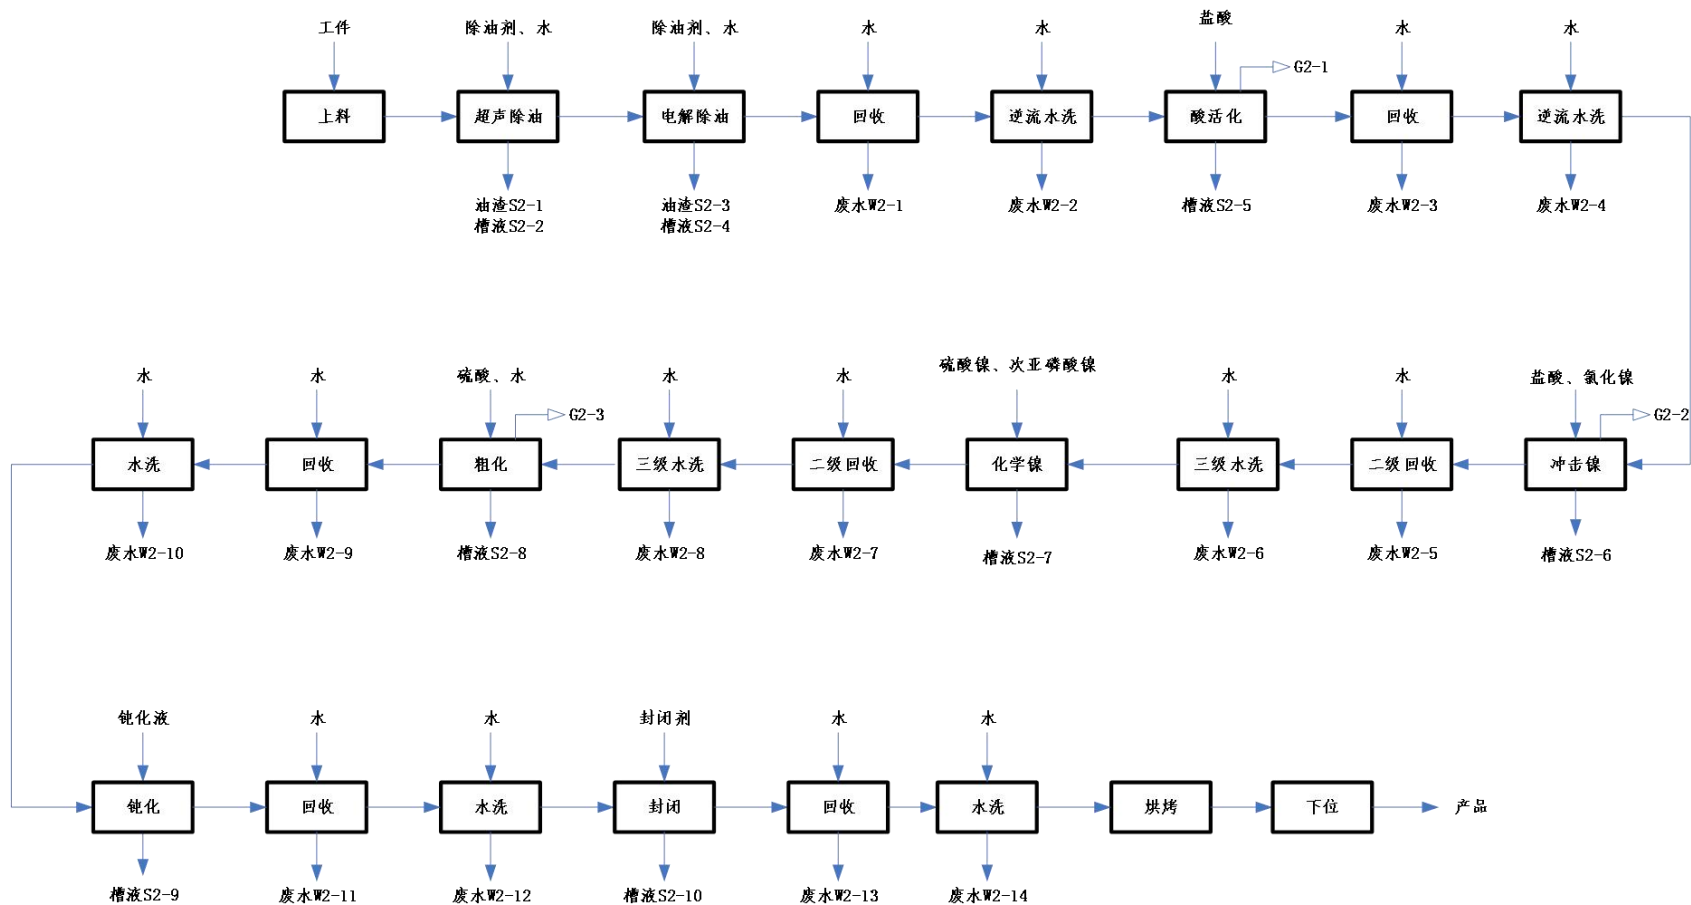 工件
除油剂、水
除油剂、水
水
水
盐酸
水
水
G2-1
上料
超声除油
电解除油
回收
逆流水洗
酸活化
回收
逆流水洗
油渣S2-1
槽液S2-2
油渣S2-3
槽液S2-4
废水W2-1
废水W2-2
槽液S2-5
废水W2-3
废水W2-4
水
水
硫酸、水
水
水
硫酸镍、次亚磷酸镍
水
水
盐酸、氯化镍
G2-3
G2-2
水洗
回收
粗化
三级水洗
二级回收
化学镍
三级水洗
二级回收
冲击镍
废水W2-10
废水W2-9
槽液S2-8
废水W2-8
废水W2-7
槽液S2-7
废水W2-6
废水W2-5
槽液S2-6
钝化液
水
水
封闭剂
水
水
钝化
回收
水洗
封闭
回收
水洗
烘烤
下位
产品
槽液S2-9
废水W2-11
废水W2-12
槽液S2-10
废水W2-13
废水W2-14